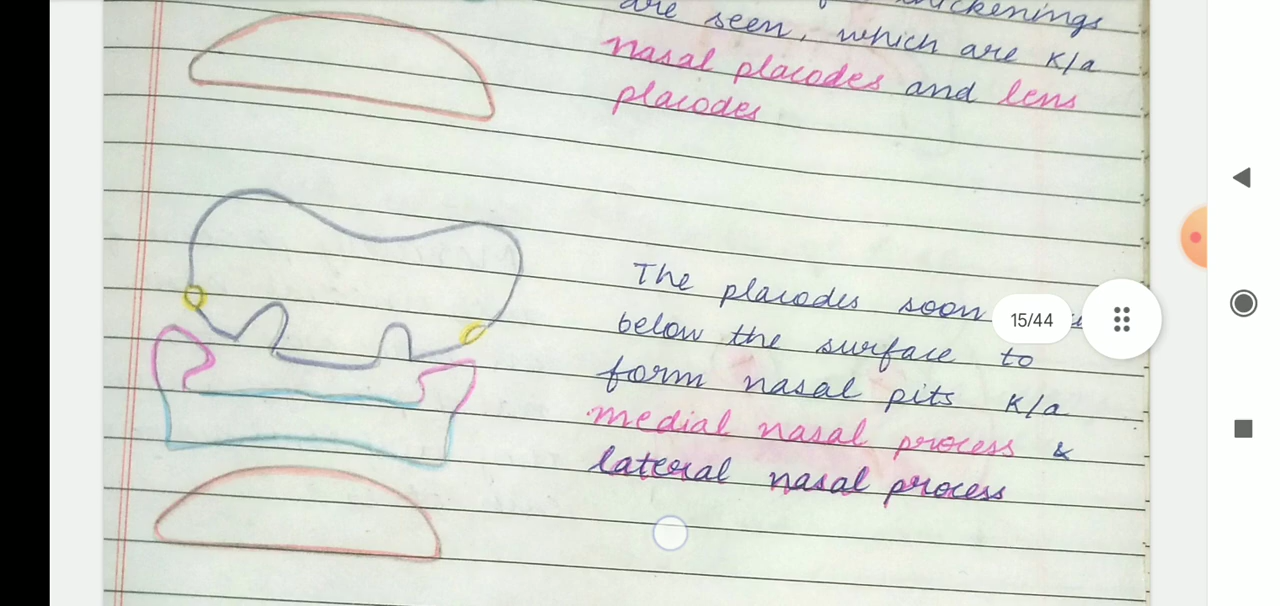 are seen, which are K/a
nasal placodes and lens
placodes
The placodes soon
below the surface to
form nasal pits K/a
medial nasal process &
lateral nasal process
15/44